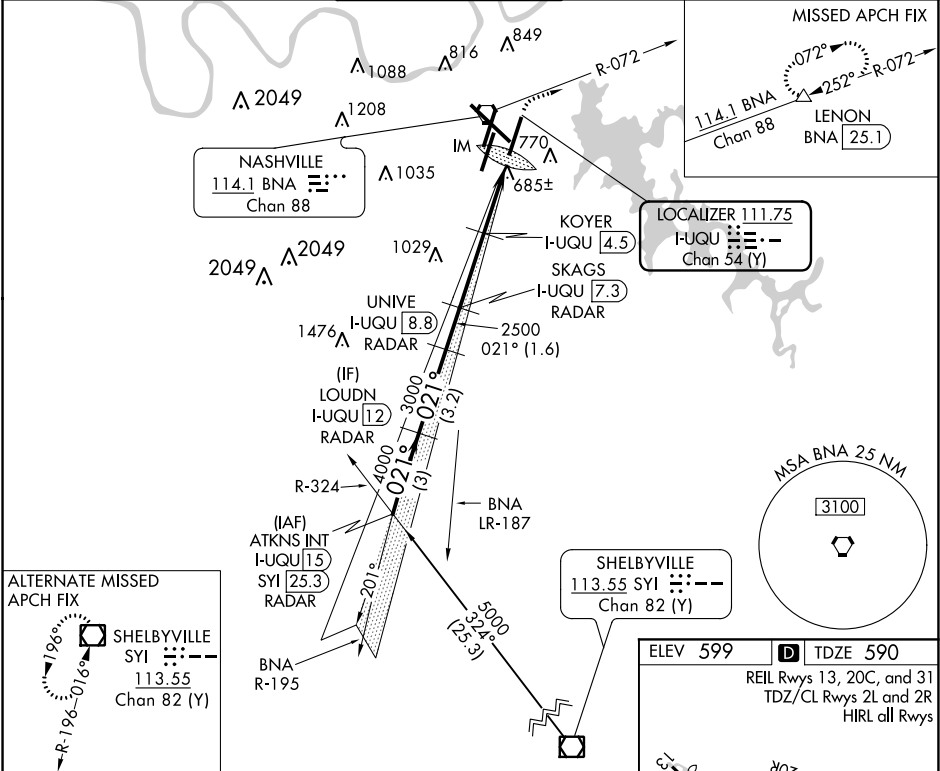 MISSED APCH FIX
072°
252°
R-072
114.1 BNA
Chan 88
LENON
BNA 25.1
849
816
1088
R-072
2049
1208
IM
770
NASHVILLE
114.1 BNA
Chan 88
1035
685±
KOYER
I-UQU 4.5
LOCALIZER 111.75
I-UQU
Chan 54 (Y)
2049
2049
1029
SKAGS
I-UQU 7.3
RADAR
UNIVE
I-UQU 8.8
RADAR
1476
2500
021° (1.6)
(IF)
LOUDN
I-UQU 12
RADAR
3000
021°
(3.2)
4000
021°
(3)
R-324
BNA
LR-187
MSA BNA 25 NM
3100
(IAF)
ATKNS INT
I-UQU 15
SYI 25.3
RADAR
201°
BNA
R-195
5000
324°
(25.3)
SHELBYVILLE
113.55 SYI
Chan 82 (Y)
ALTERNATE MISSED
APCH FIX
196°
SHELBYVILLE
SYI
113.55
Chan 82 (Y)
R-196
016°
ELEV 599
D
TDZE 590
REIL Rwys 13, 20C, and 31
TDZ/CL Rwys 2L and 2R
HIRL all Rwys
13
20R